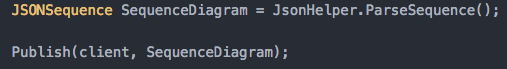 JSONSequence SequenceDiagram = JsonHelper.ParseSequence();
Publish(client, SequenceDiagram);